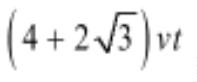 (4 + 2√3) vt